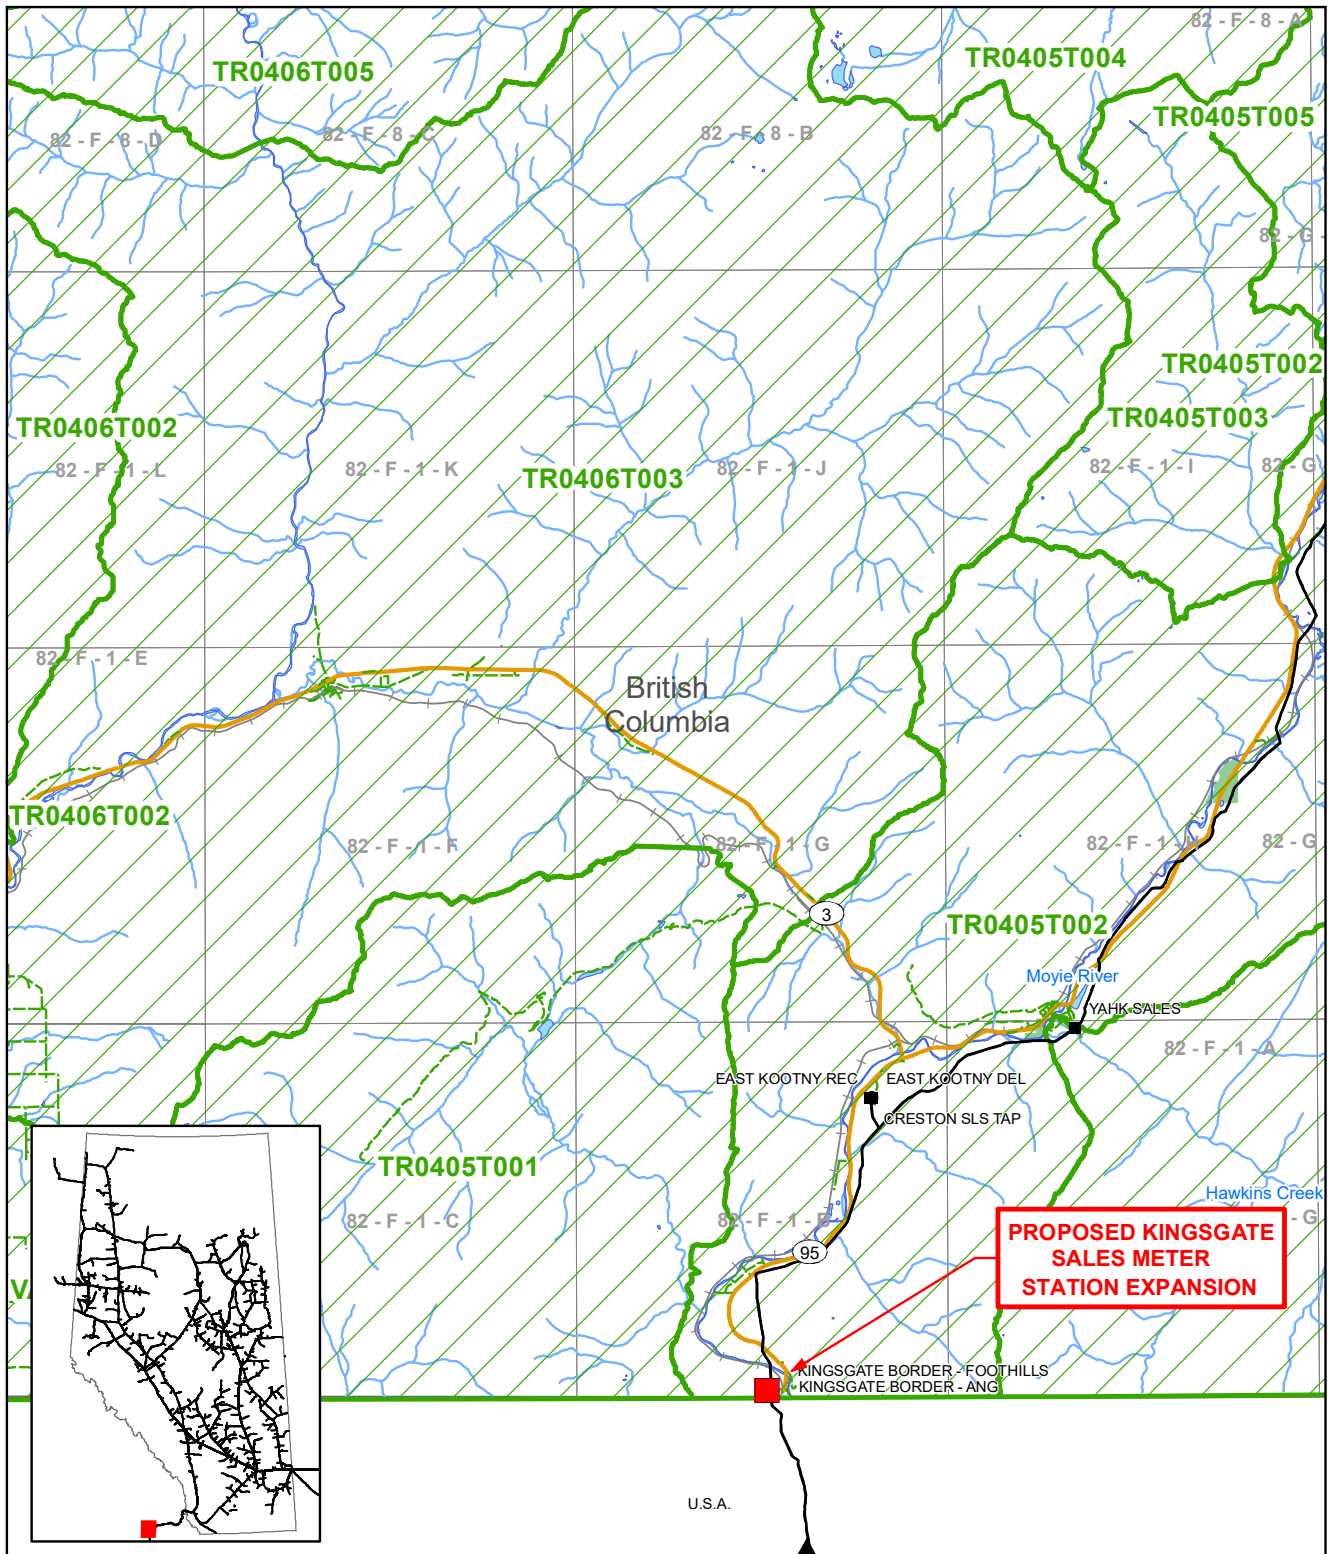 82 - F - 8 - A
TR0406T005
TR0405T004
TR0405T005
82 - F - 8 - D
82 - F - 8 - C
82 - F - 8 - B
82 - G -
TR0405T002
TR0405T003
TR0406T002
82 - F - 1 - L
82 - F - 1 - K
TR0406T003
82 - F - 1 - J
82 - F - 1 - I
82 - G
82 - F - 1 - E
British
Columbia
TR0406T002
82 - F - 1 - F
82 - F - 1 - G
82 - F - 1 - H
82 - G
3
TR0405T002
Moyie River
YAHK SALES
82 - F - 1 - A
EAST KOOTNY REC
EAST KOOTNY DEL
CRESTON SLS TAP
TR0405T001
Hawkins Creek
82 - F - 1 - C
82 - F - 1 - B
- G
PROPOSED KINGSGATE
SALES METER
STATION EXPANSION
95
KINGSGATE BORDER - FOOTHILLS
KINGSGATE BORDER - ANG
U.S.A.